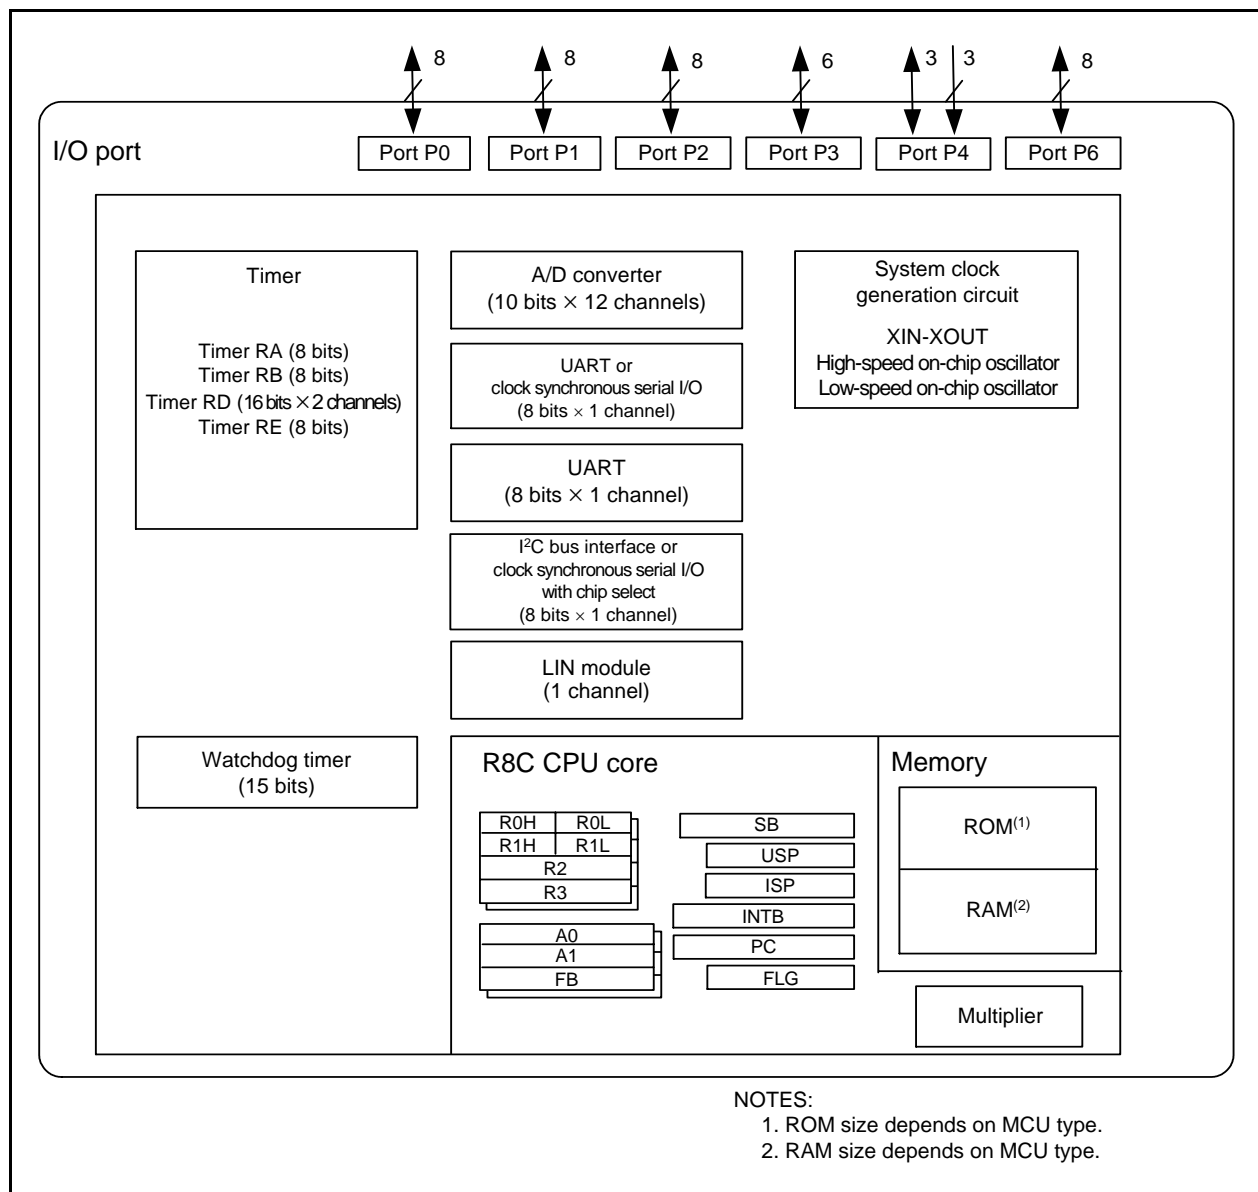 8 8 8 6 3 3 8
I/O port
Port P0 Port P1 Port P2 Port P3 Port P4 Port P6
Timer
Timer RA (8 bits)
Timer RB (8 bits)
Timer RD (16 bits × 2 channels)
Timer RE (8 bits)
A/D converter
(10 bits × 12 channels)
UART or
clock synchronous serial I/O
(8 bits × 1 channel)
UART
(8 bits × 1 channel)
I²C bus interface or
clock synchronous serial I/O
with chip select
(8 bits × 1 channel)
LIN module
(1 channel)
System clock
generation circuit
XIN-XOUT
High-speed on-chip oscillator
Low-speed on-chip oscillator
Watchdog timer
(15 bits)
R8C CPU core
R0H R0L
R1H R1L
R2
R3
A0
A1
FB
SB
USP
ISP
INTB
PC
FLG
Memory
ROM(1)
RAM(2)
Multiplier
NOTES:
1. ROM size depends on MCU type.
2. RAM size depends on MCU type.